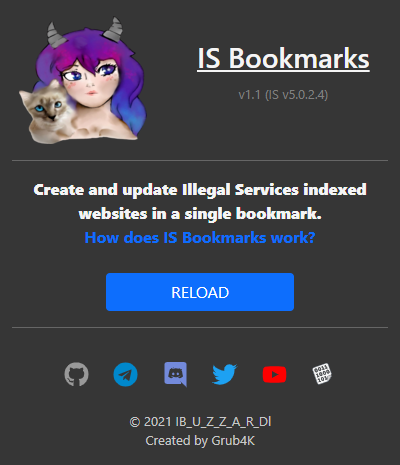 IS Bookmarks
v1.1 (IS v5.0.2.4)
Create and update Illegal Services indexed
websites in a single bookmark.
How does IS Bookmarks work?
RELOAD
© 2021 IB_U_Z_Z_A_R_Dl
Created by Grub4K